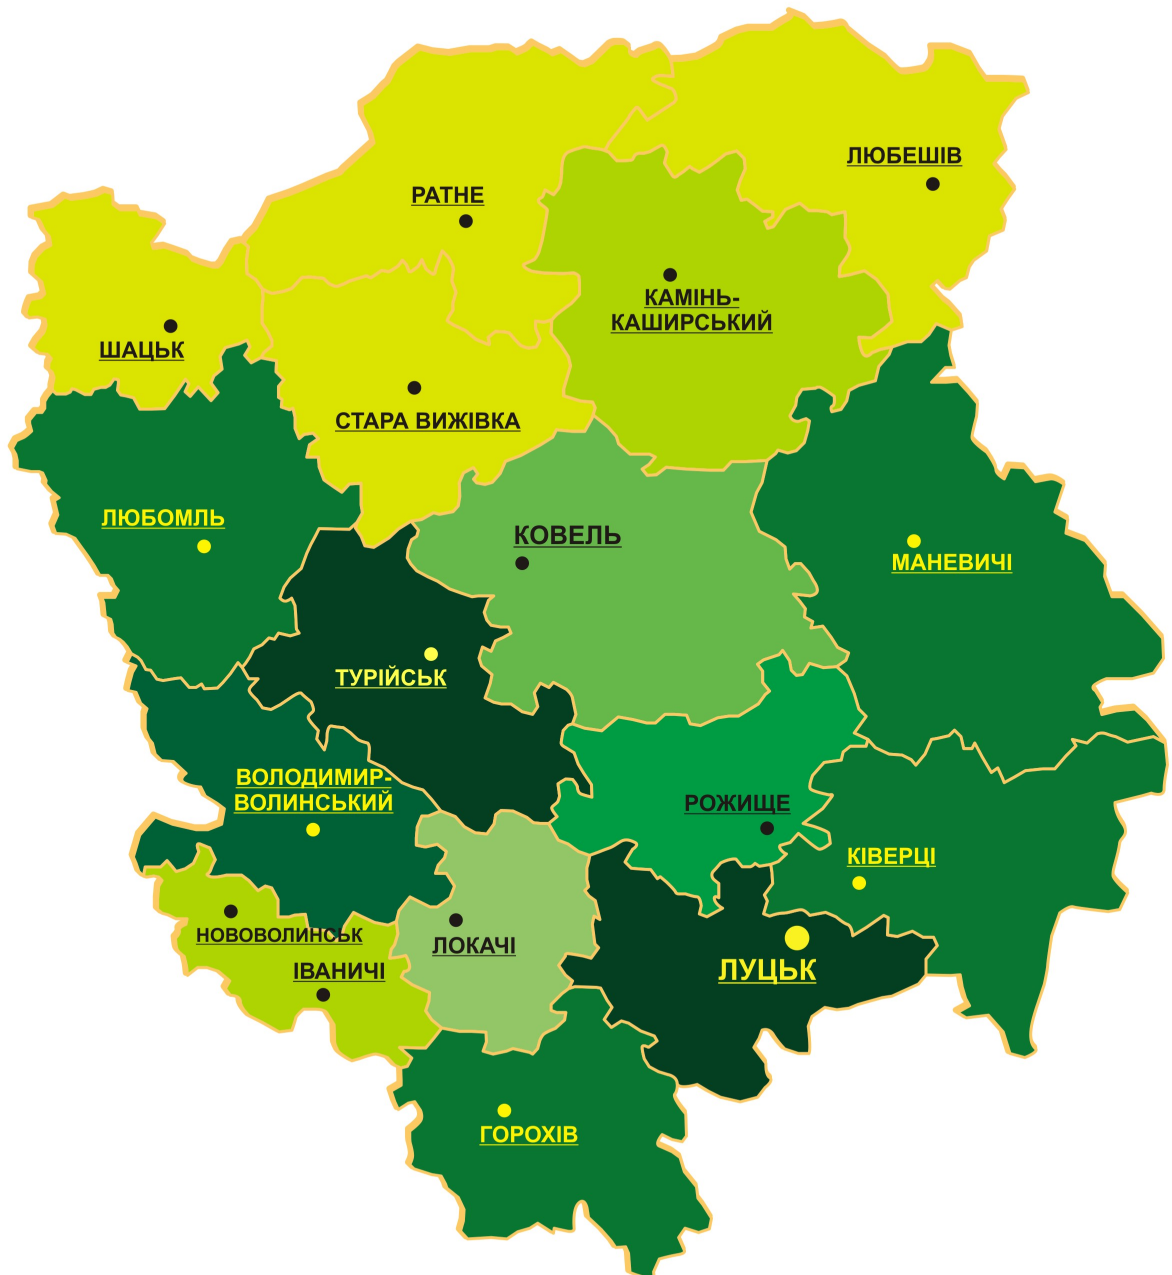 ЛЮБЕШІВ
РАТНЕ
КАМІНЬ-
КАШИРСЬКИЙ
ШАЦЬК
СТАРА ВИЖІВКА
ЛЮБОМЛЬ
КОВЕЛЬ
МАНЕВИЧІ
ТУРІЙСЬК
ВОЛОДИМИР-
ВОЛИНСЬКИЙ
РОЖИЩЕ
КІВЕРЦІ
НОВОВОЛИНСЬК
ЛОКАЧІ
ІВАНИЧІ
ЛУЦЬК
ГОРОХІВ